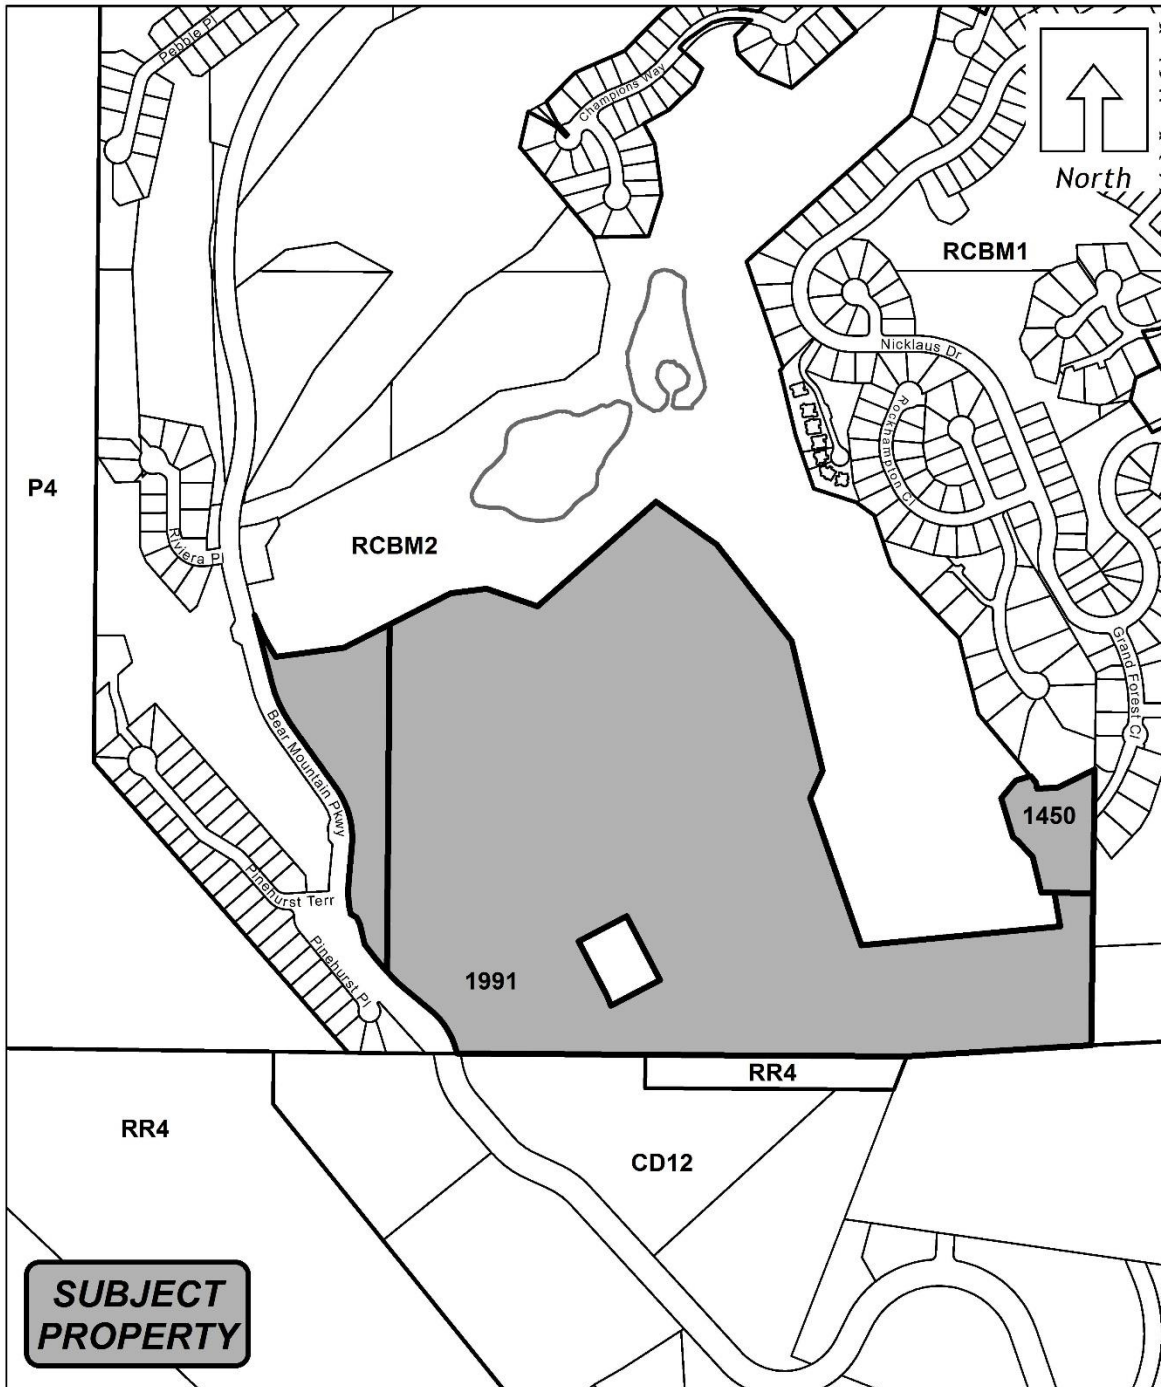 Pebble Pl
Champions Way
North
RCBM1
Nicklaus Dr
Rockhampton Cl
P4
RCBM2
Riviera Pl
Grand Forest Cl
Bear Mountain Pkwy
1450
Pinehurst Terr
Pinehurst Pl
1991
RR4
RR4
CD12
SUBJECT
PROPERTY